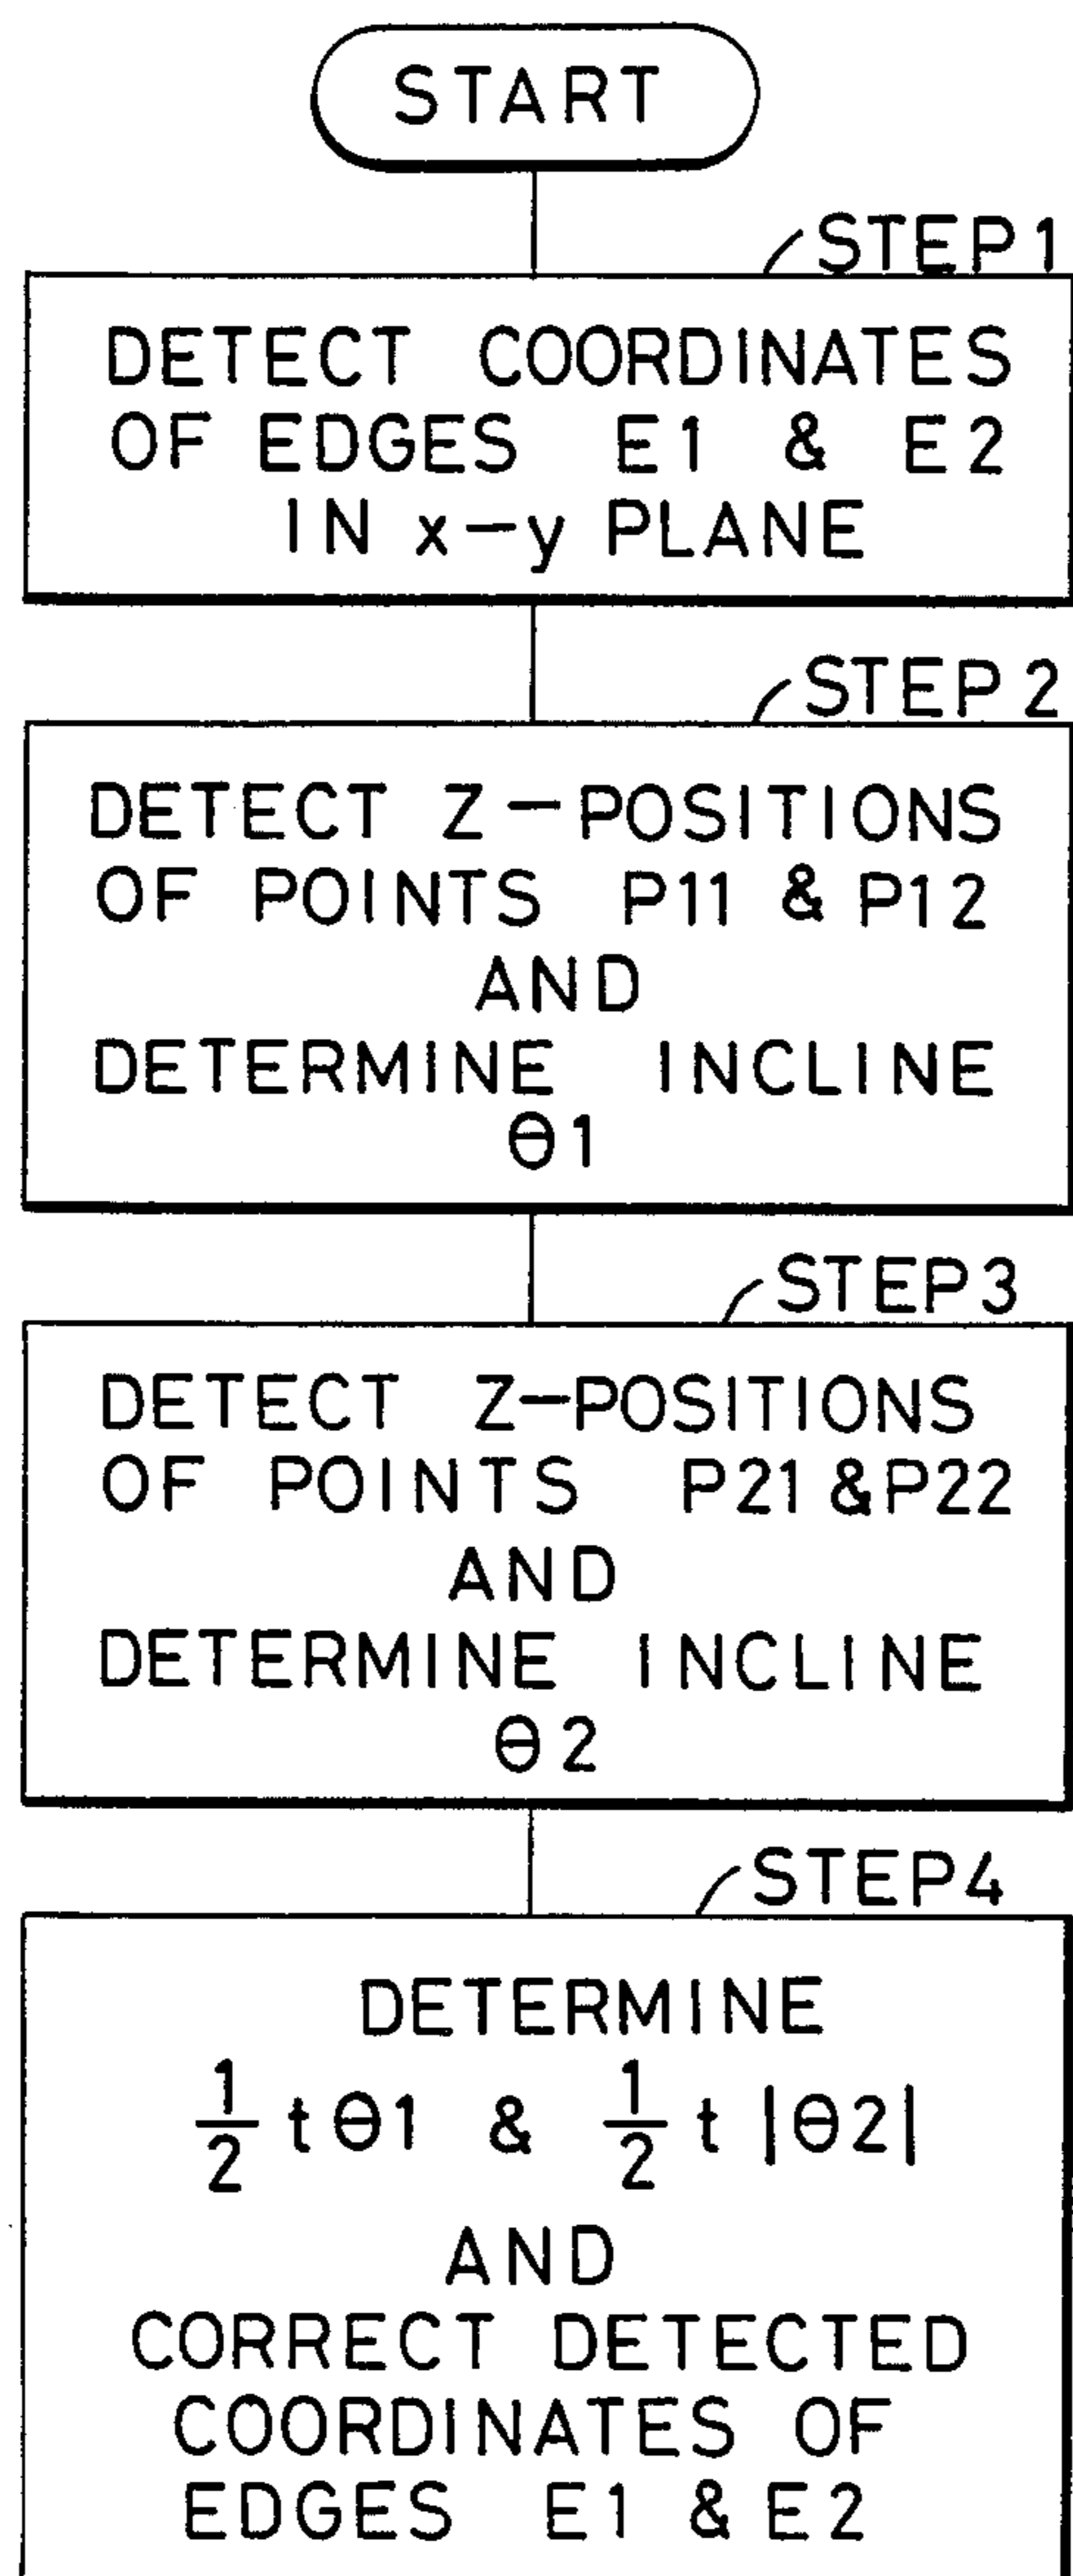 START
STEP1
DETECT COORDINATES
OF EDGES E1 & E2
IN x-y PLANE
STEP 2
DETECT Z-POSITIONS
OF POINTS P11 & P12
AND
DETERMINE INCLINE
θ1
STEP3
DETECT Z-POSITIONS
OF POINTS P21 & P22
AND
DETERMINE INCLINE
θ2
STEP4
DETERMINE
1/2 tθ1 & 1/2 t |θ2|
AND
CORRECT DETECTED
COORDINATES OF
EDGES E1 & E2